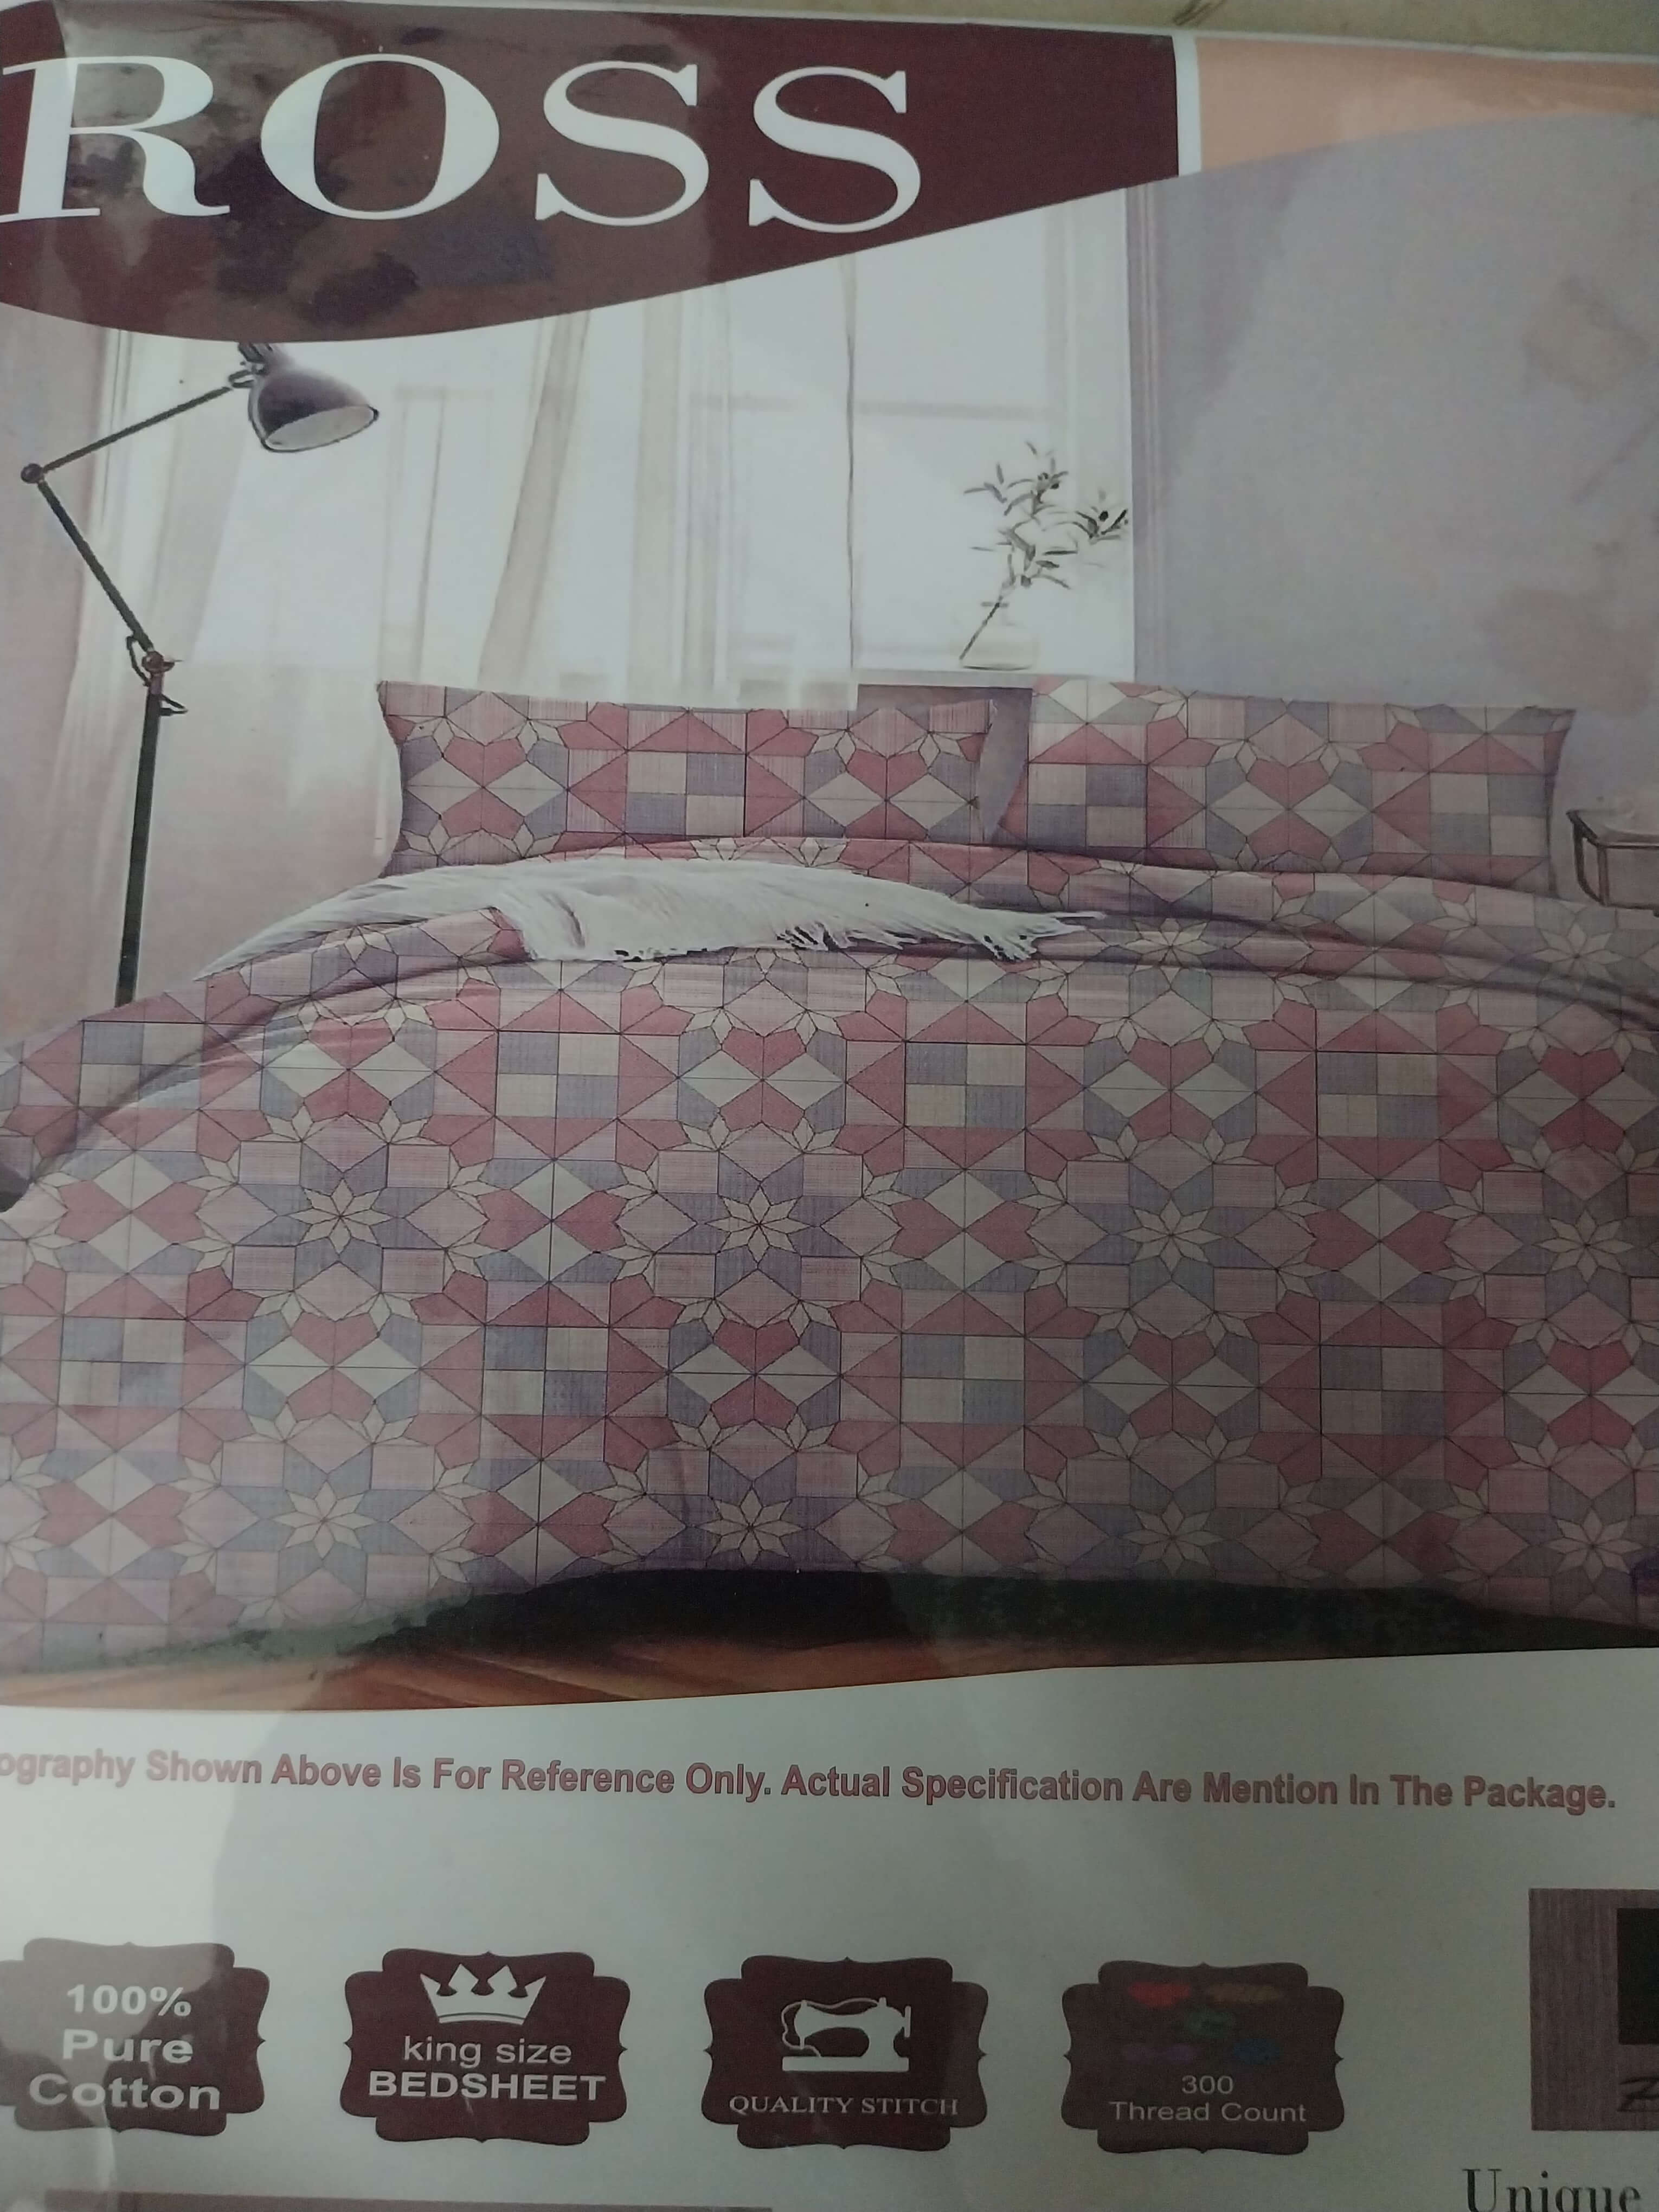 ROSS
ography Shown Above Is For Reference Only. Actual Specification Are Mention In The Package.
100%
Pure
Cotton
king size
BEDSHEET
QUALITY STITCH
300
Thread Count
Unique